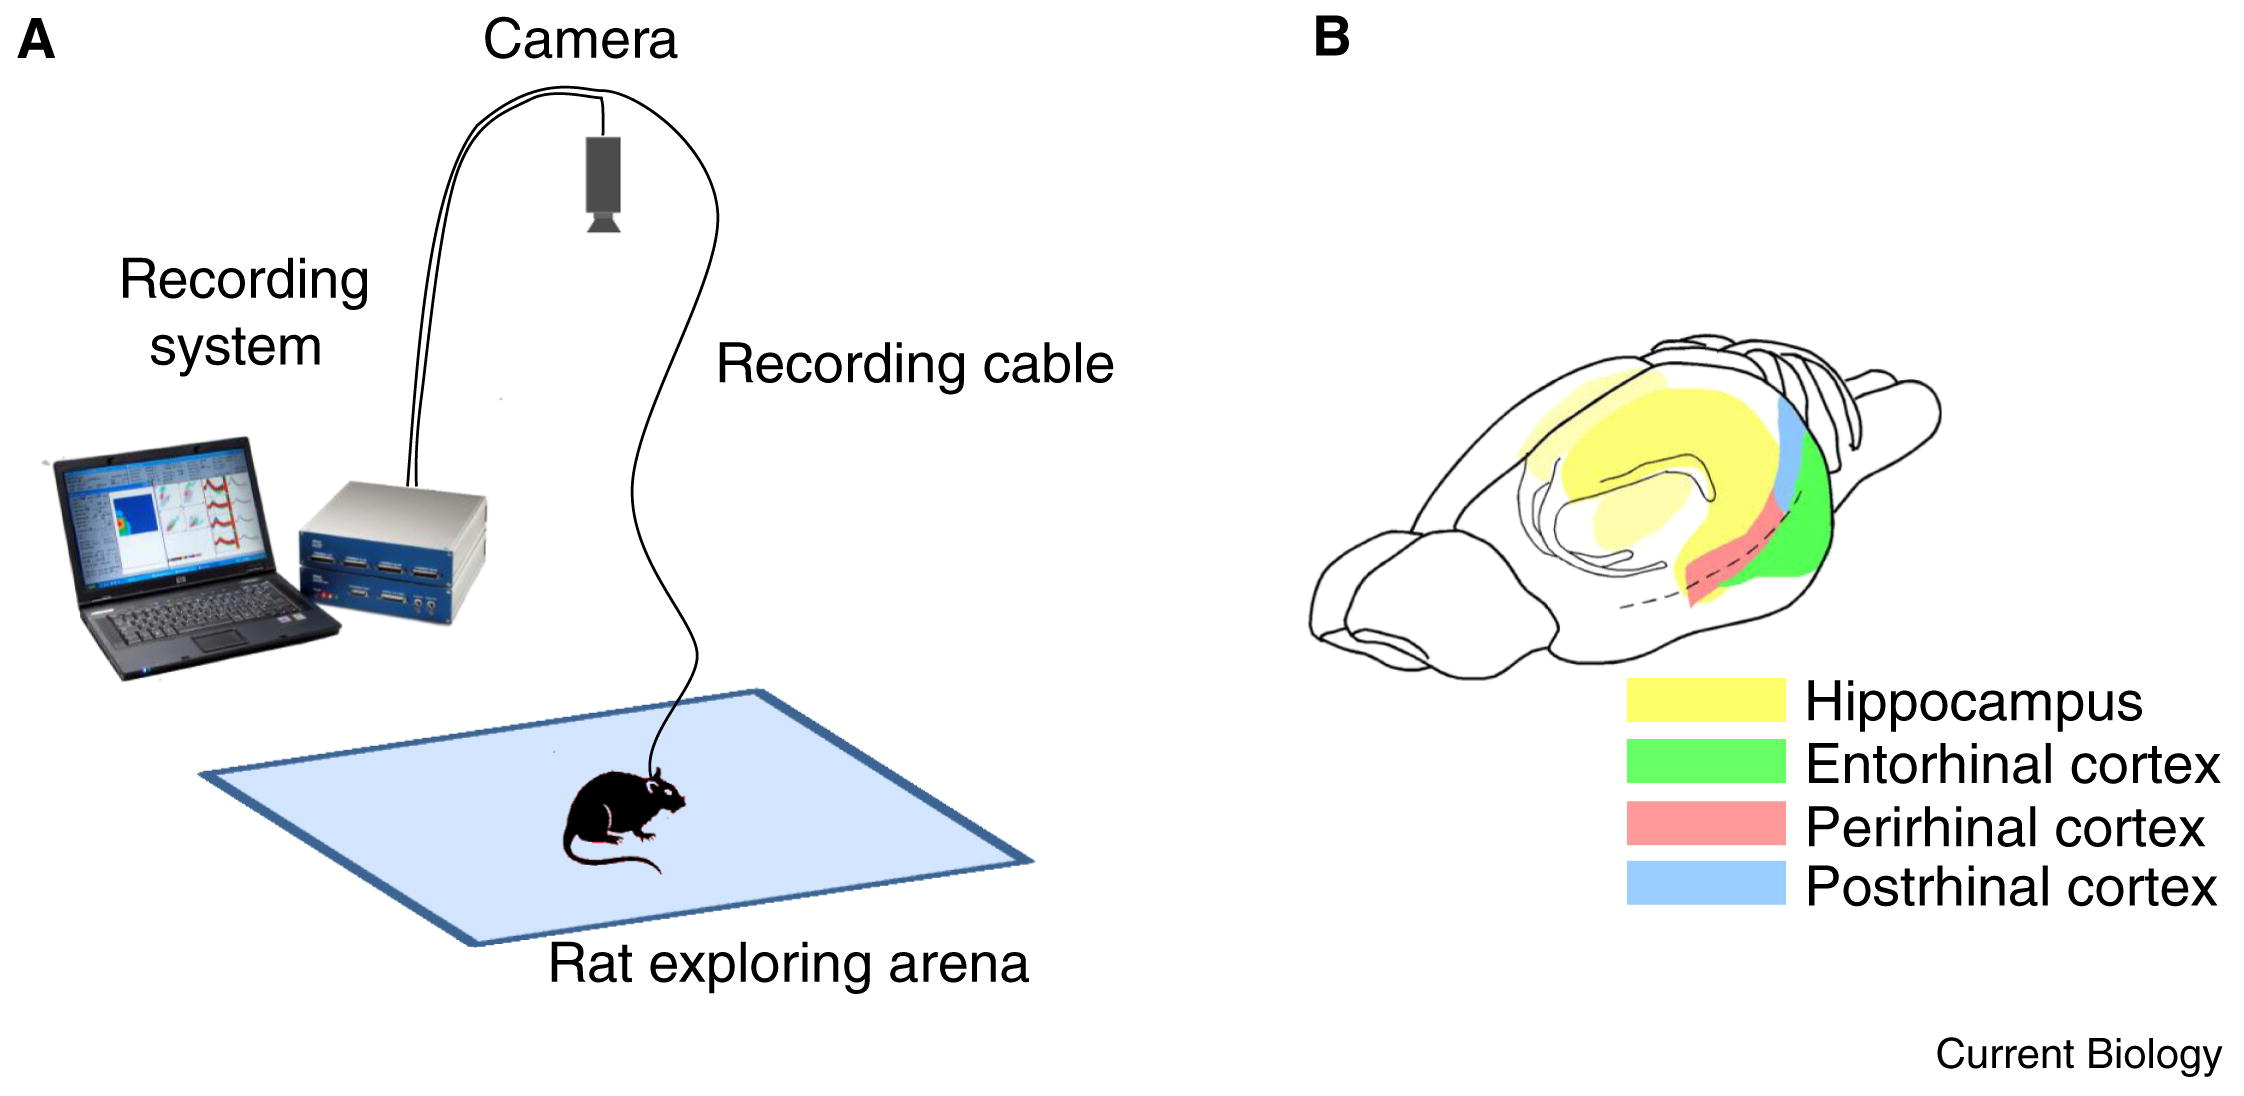 A
Camera
Recording
system
Recording cable
Rat exploring arena
B
Hippocampus
Entorhinal cortex
Perirhinal cortex
Postrhinal cortex
Current Biology